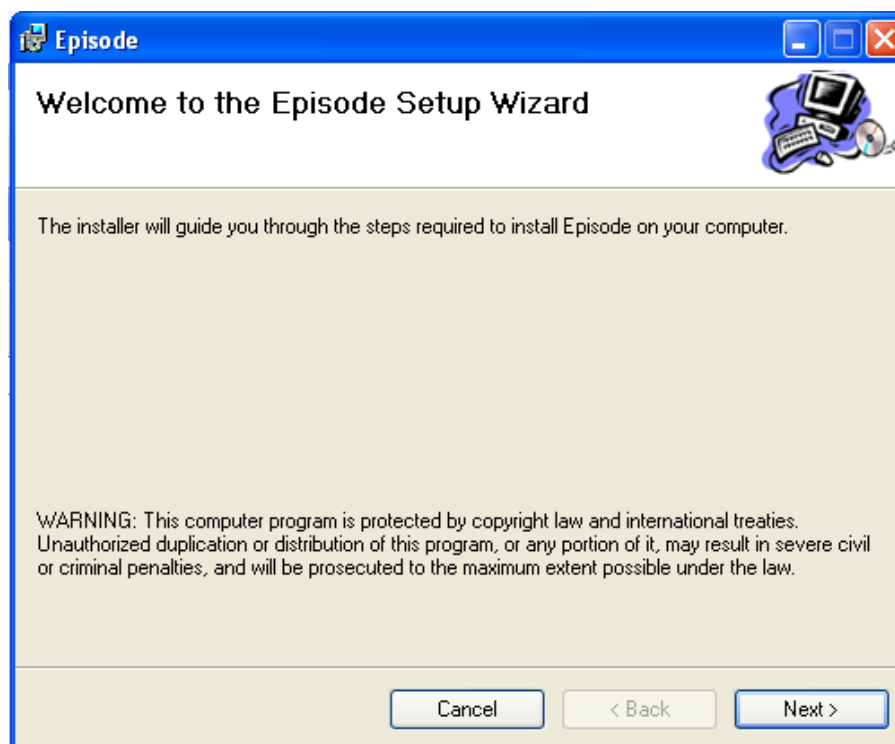 Episode
Welcome to the Episode Setup Wizard
The installer will guide you through the steps required to install Episode on your computer.
WARNING: This computer program is protected by copyright law and international treaties.
Unauthorized duplication or distribution of this program, or any portion of it, may result in severe civil
or criminal penalties, and will be prosecuted to the maximum extent possible under the law.
Cancel
< Back
Next >